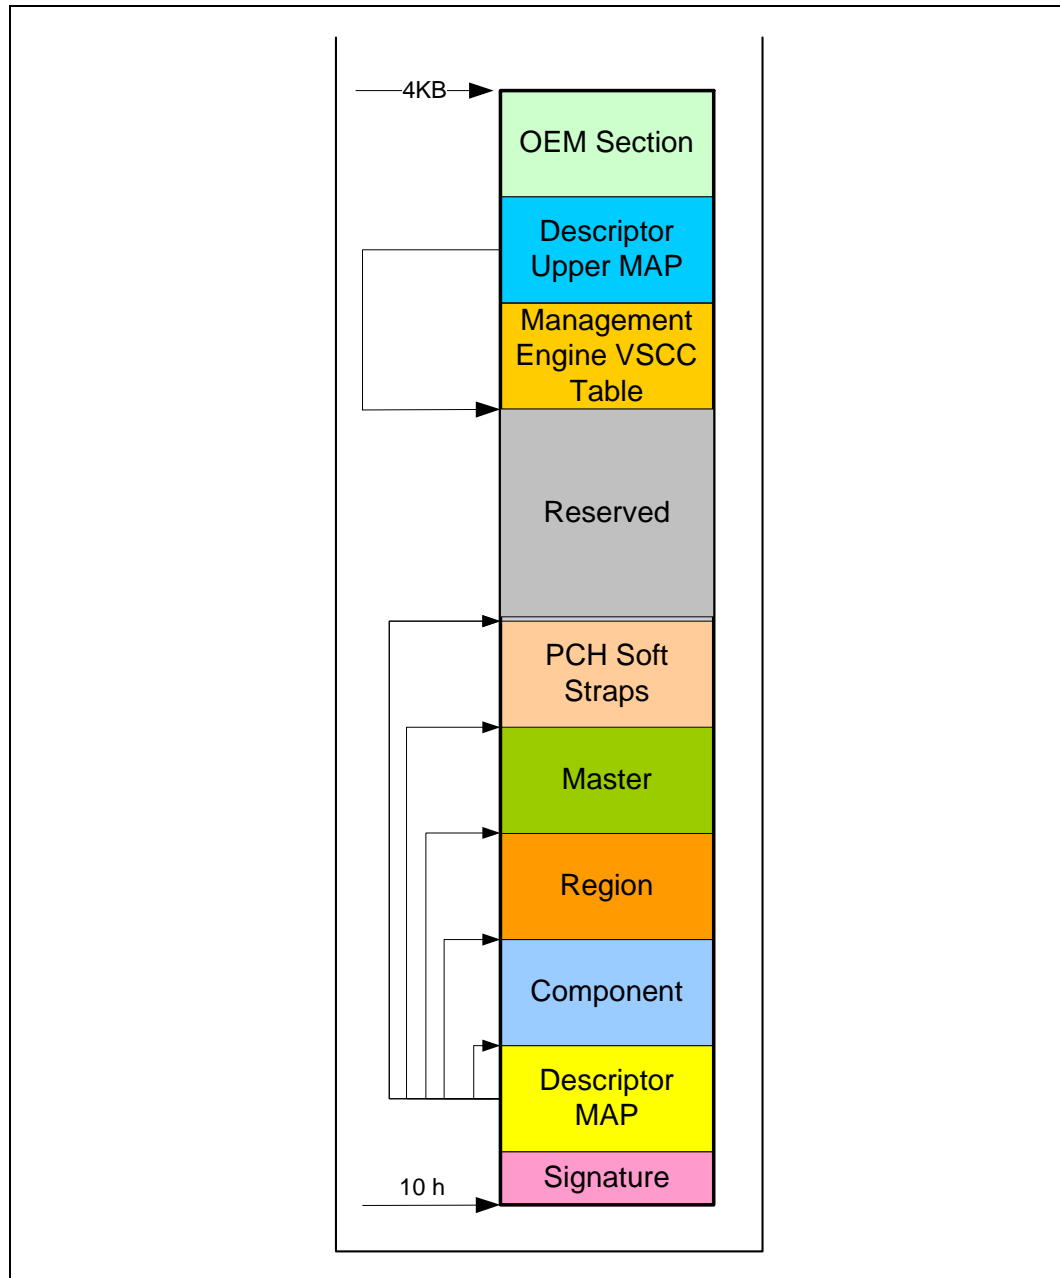 4KB
OEM Section
Descriptor
Upper MAP
Management
Engine VSCC
Table
Reserved
PCH Soft
Straps
Master
Region
Component
Descriptor
MAP
Signature
10 h